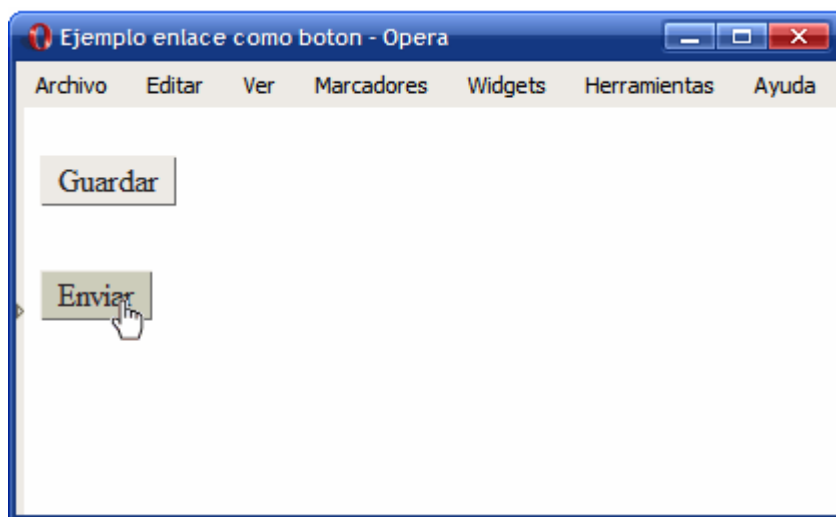 Ejemplo enlace como boton - Opera
Archivo Editar Ver Marcadores Widgets Herramientas Ayuda
Guardar
Enviar